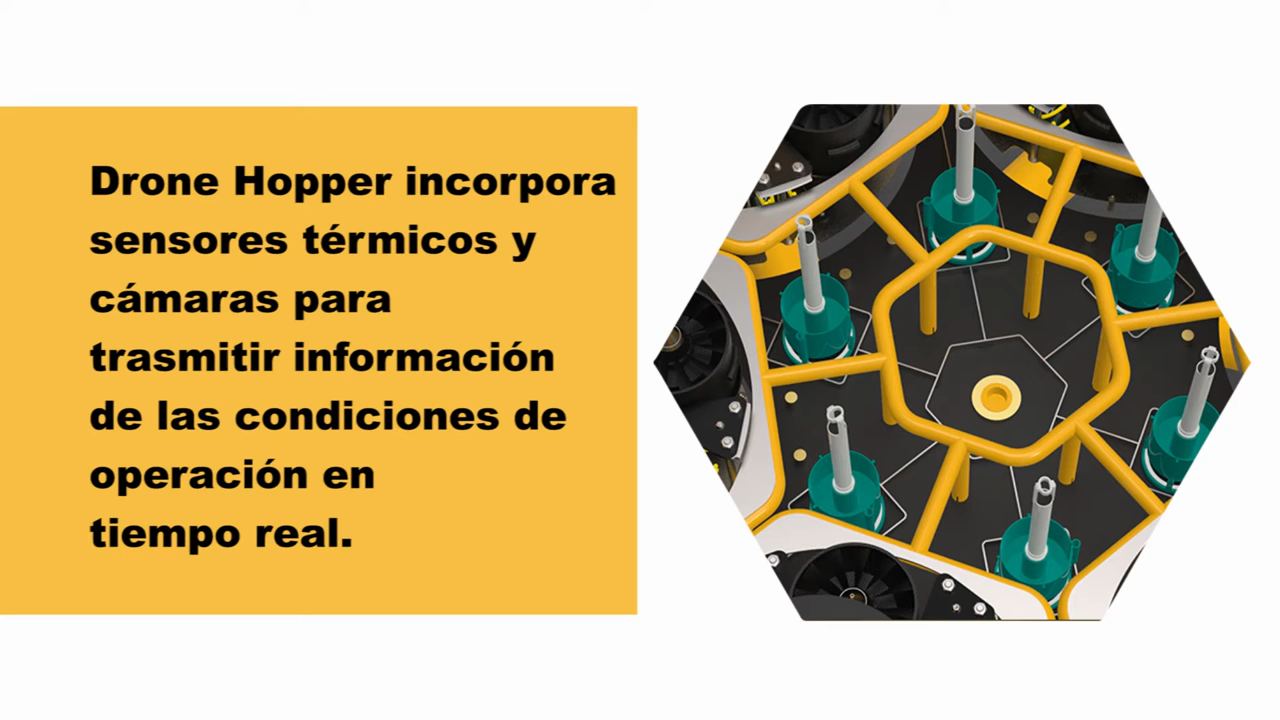 Drone Hopper incorpora
sensores térmicos y
cámaras para
trasmitir información
de las condiciones de
operación en
tiempo real.